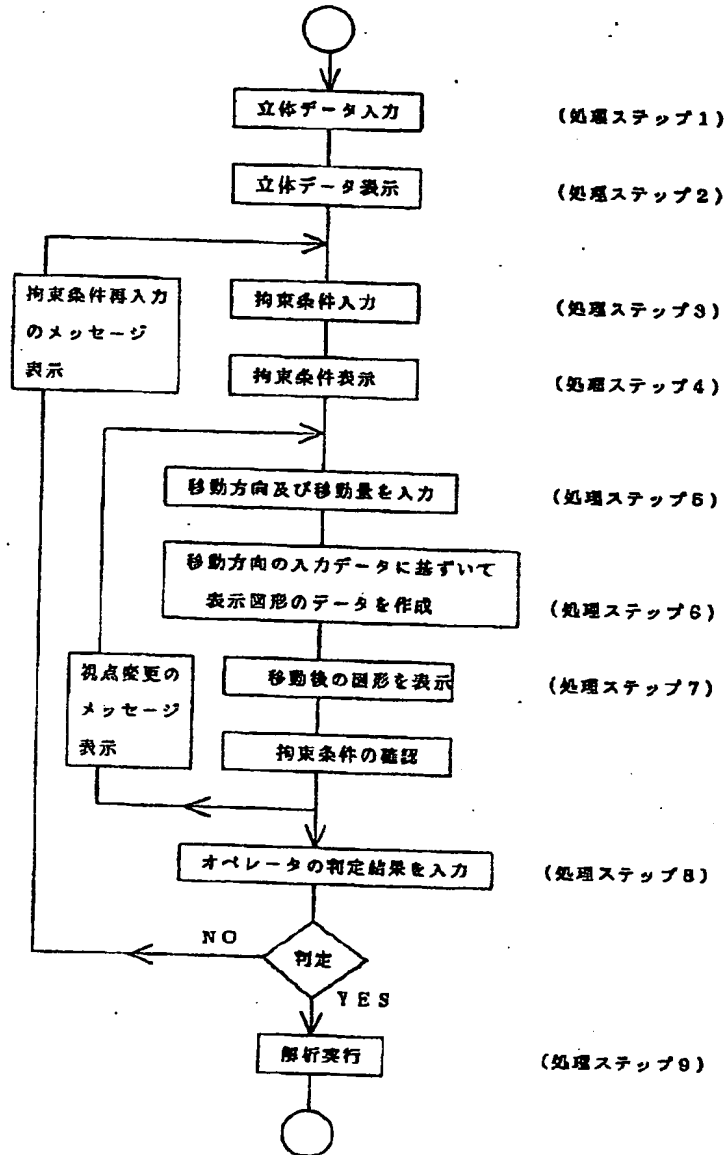 立体データ入力 (処理ステップ1)
立体データ表示 (処理ステップ2)
拘束条件再入力
のメッセージ
表示
拘束条件入力 (処理ステップ3)
拘束条件表示 (処理ステップ4)
移動方向及び移動量を入力 (処理ステップ5)
移動方向の入力データに基ずいて
表示図形のデータを作成 (処理ステップ6)
視点変更の
メッセージ
表示
移動後の図形を表示 (処理ステップ7)
拘束条件の確認
オペレータの判定結果を入力 (処理ステップ8)
NO
判定
YES
解析実行 (処理ステップ9)